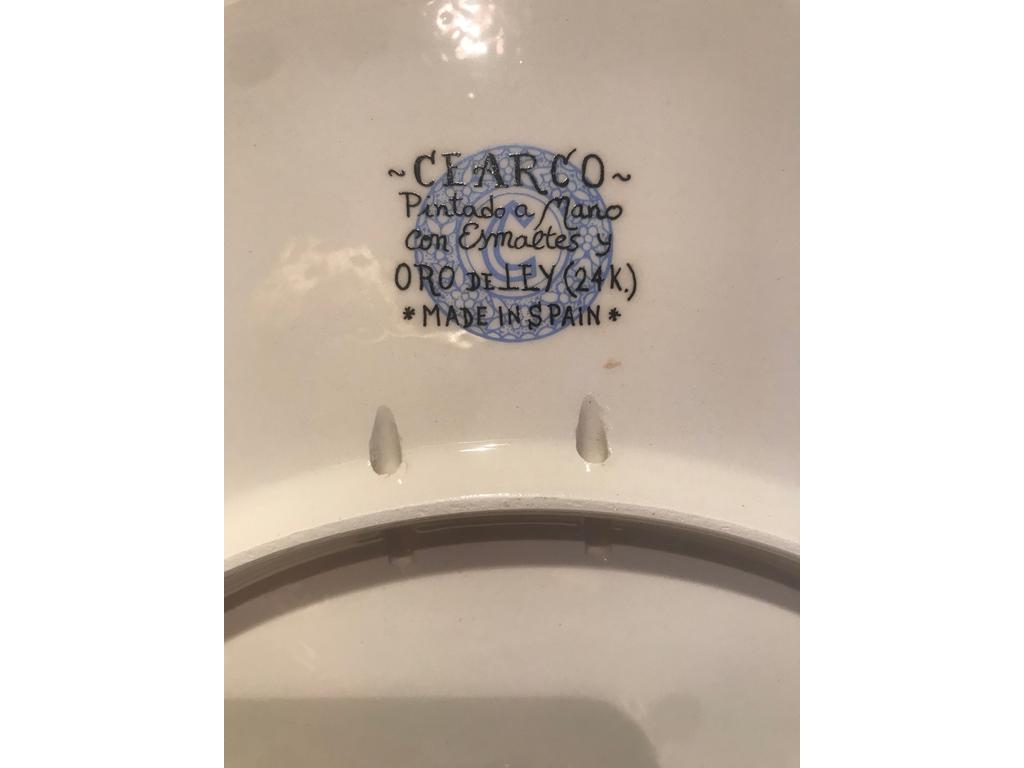 ~CEARCO~
Pintado a Mano
con Esmaltes y
ORO DE LEY (24K.)
*MADE IN SPAIN*
C